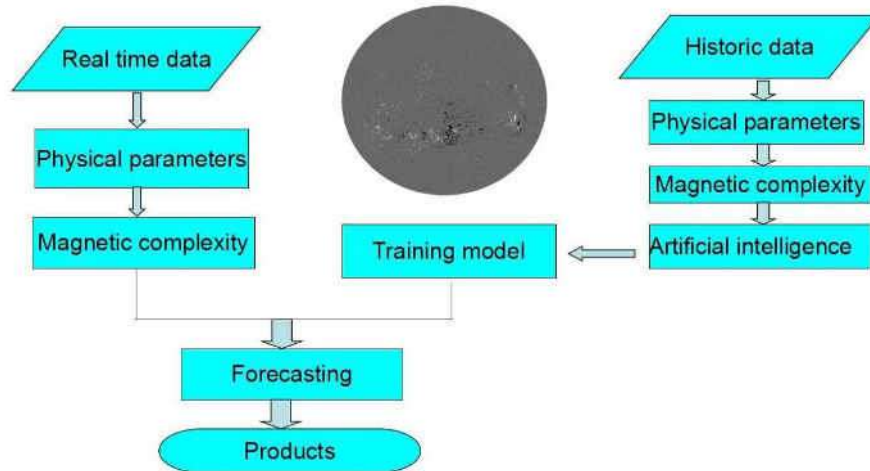 Real time data
Historic data
Physical parameters
Physical parameters
Magnetic complexity
Magnetic complexity
Training model
Artificial intelligence
Forecasting
Products